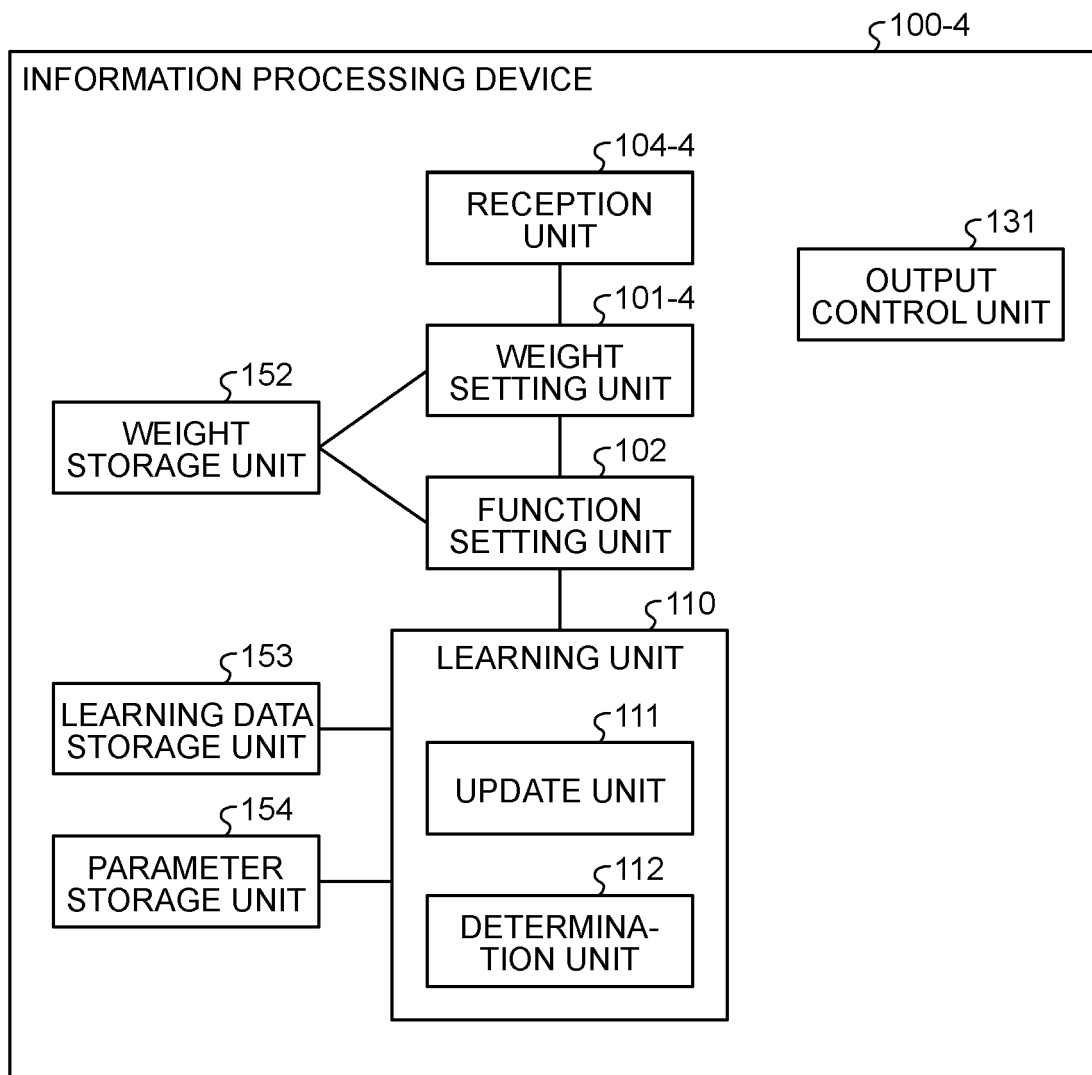 100-4
INFORMATION PROCESSING DEVICE
104-4
RECEPTION
UNIT
131
OUTPUT
CONTROL UNIT
101-4
WEIGHT
SETTING UNIT
152
WEIGHT
STORAGE UNIT
102
FUNCTION
SETTING UNIT
110
LEARNING UNIT
153
LEARNING DATA
STORAGE UNIT
111
UPDATE UNIT
154
PARAMETER
STORAGE UNIT
112
DETERMINA-
TION UNIT